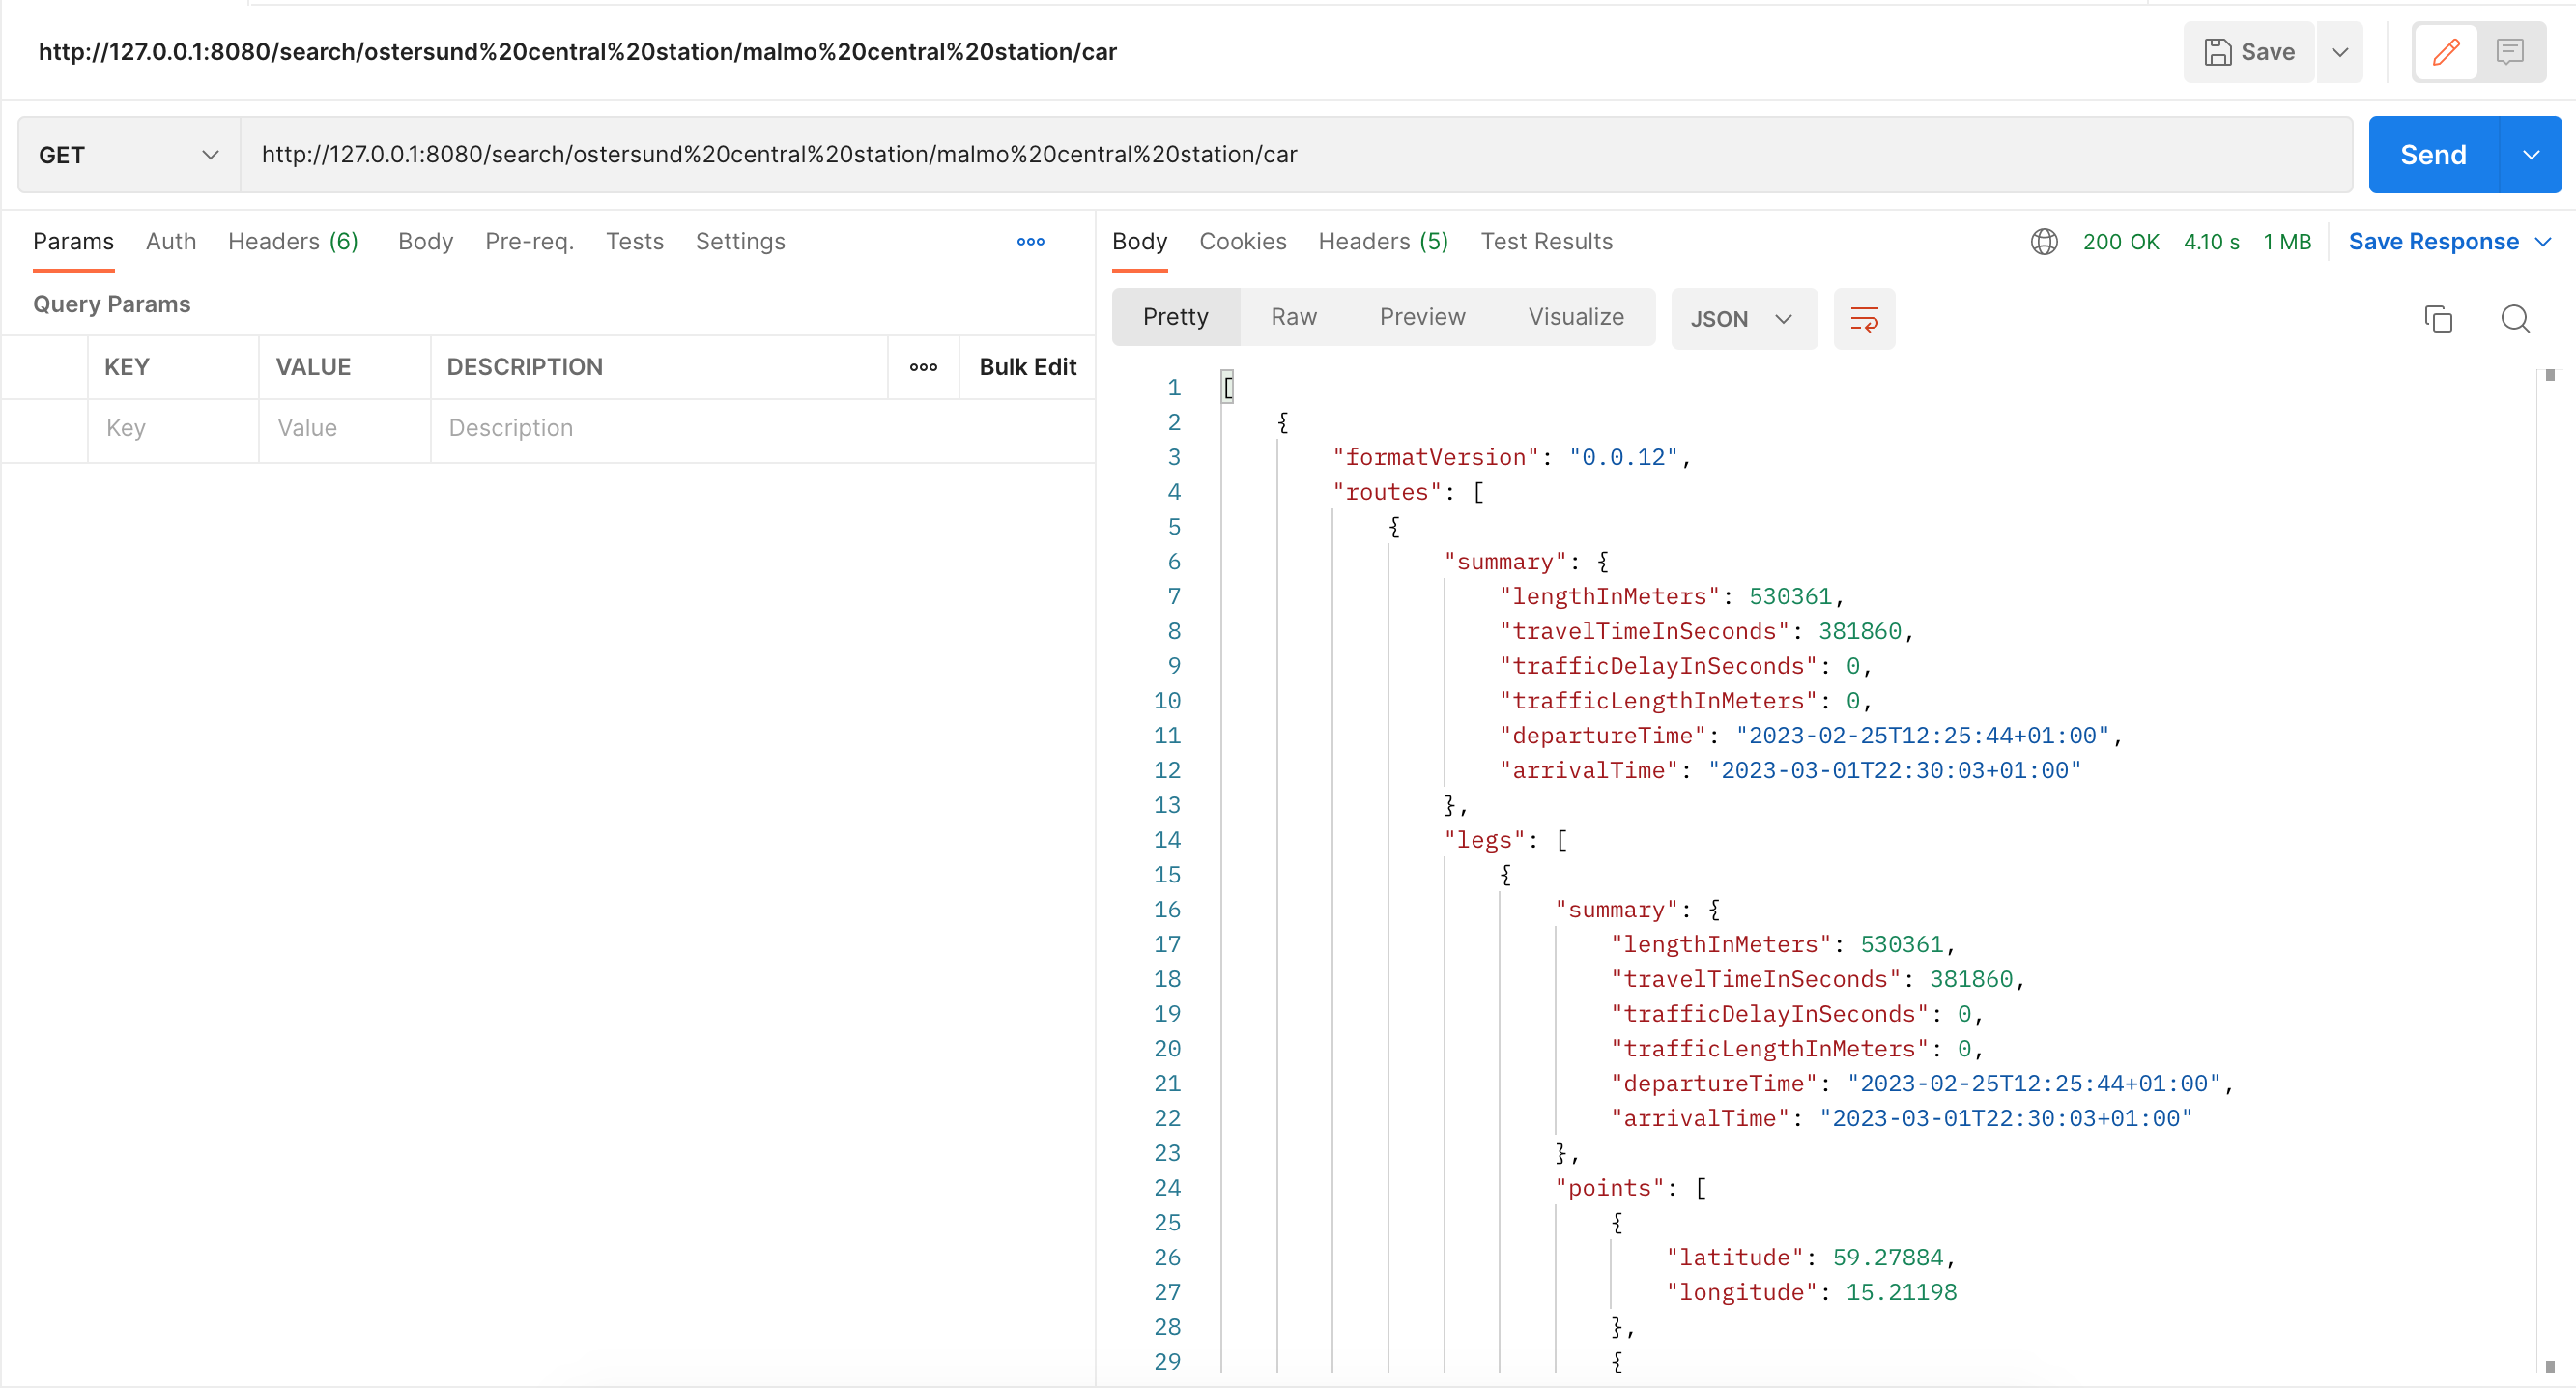 http://127.0.0.1:8080/search/ostersund%20central%20station/malmo%20central%20station/car
Save
GET
http://127.0.0.1:8080/search/ostersund%20central%20station/malmo%20central%20station/car
Send
Params Auth Headers (6) Body Pre-req. Tests Settings
Query Params
KEY VALUE DESCRIPTION Bulk Edit
Key Value Description
Body Cookies Headers (5) Test Results 200 OK 4.10 s 1 MB Save Response
Pretty Raw Preview Visualize JSON
1 [
2 {
3 "formatVersion": "0.0.12",
4 "routes": [
5 {
6 "summary": {
7 "lengthInMeters": 530361,
8 "travelTimeInSeconds": 381860,
9 "trafficDelayInSeconds": 0,
10 "trafficLengthInMeters": 0,
11 "departureTime": "2023-02-25T12:25:44+01:00",
12 "arrivalTime": "2023-03-01T22:30:03+01:00"
13 },
14 "legs": [
15 {
16 "summary": {
17 "lengthInMeters": 530361,
18 "travelTimeInSeconds": 381860,
19 "trafficDelayInSeconds": 0,
20 "trafficLengthInMeters": 0,
21 "departureTime": "2023-02-25T12:25:44+01:00",
22 "arrivalTime": "2023-03-01T22:30:03+01:00"
23 },
24 "points": [
25 {
26 "latitude": 59.27884,
27 "longitude": 15.21198
28 },
29 {